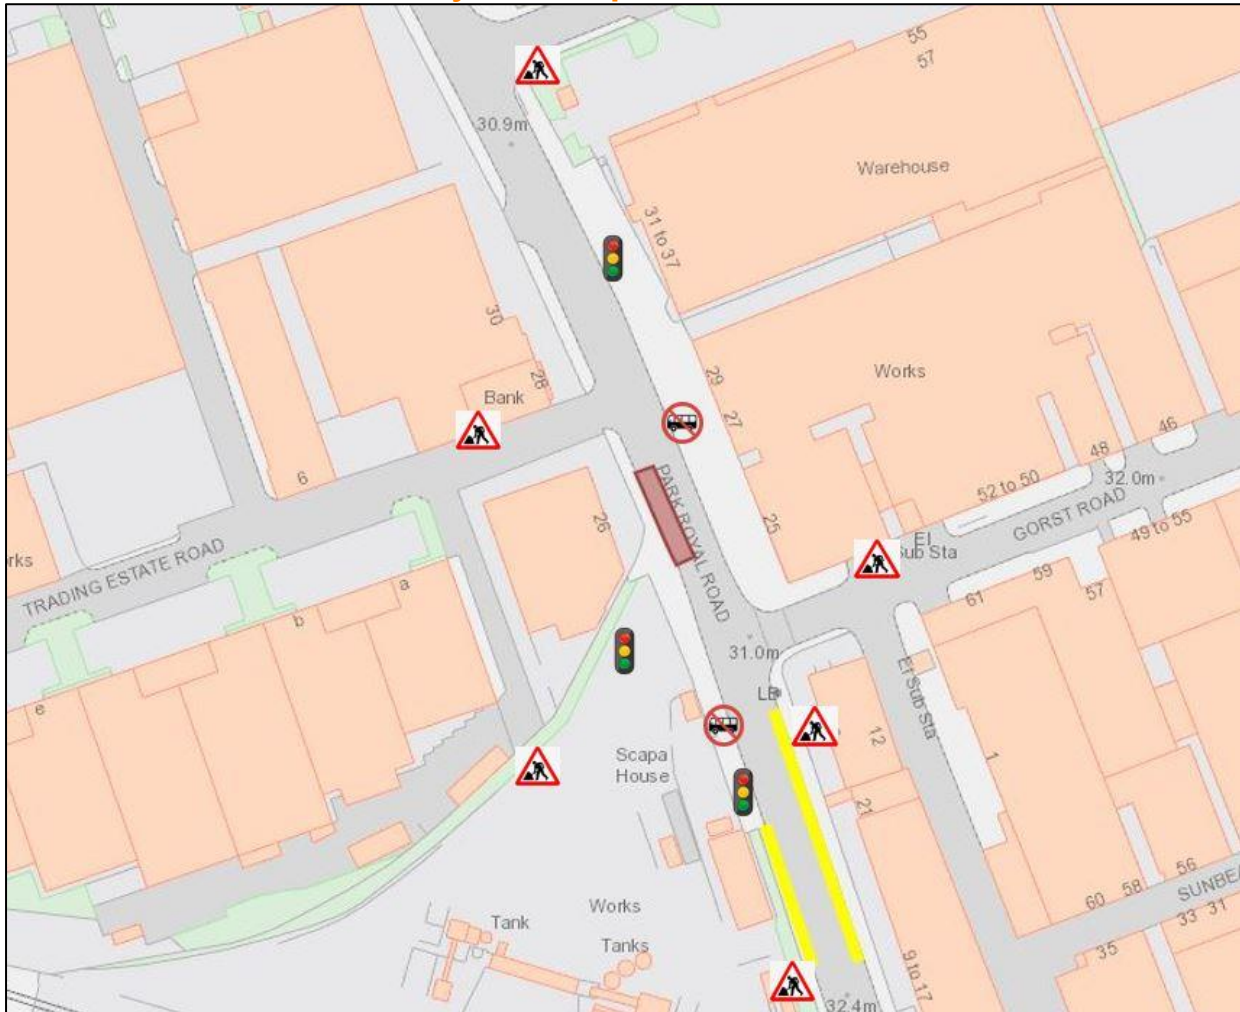 55
57
30.9m
Warehouse
31 to 37
30
28
Bank
29
27
Works
25
6
26
PARK ROYAL ROAD
46
48
52 to 50
32.0m
GORST ROAD
49 to 55
El
Sub Sta
59
61
57
rks
TRADING ESTATE ROAD
a
b
e
31.0m
LB
El Sub Sta
12
1
21
Scapa
House
Works
Tank
Tanks
56
58
60
SUNBEA
33 31
35
9 to 17
32.4m